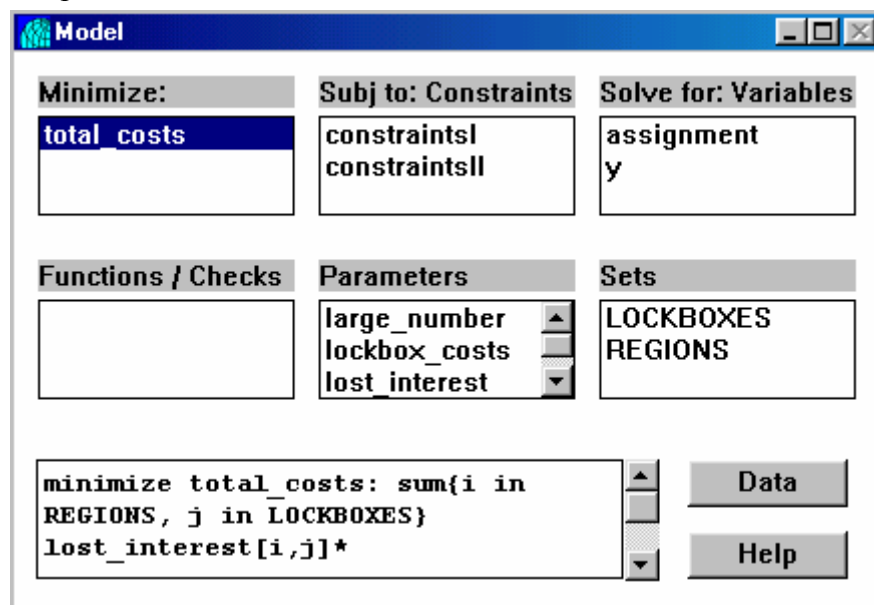 Model
Minimize:
Subj to: Constraints
Solve for: Variables
total_costs
constraintsI
constraintsII
assignment
y
Functions / Checks
Parameters
Sets
large_number
lockbox_costs
lost_interest
LOCKBOXES
REGIONS
minimize total_costs: sum{i in
REGIONS, j in LOCKBOXES}
lost_interest[i,j]*
Data
Help